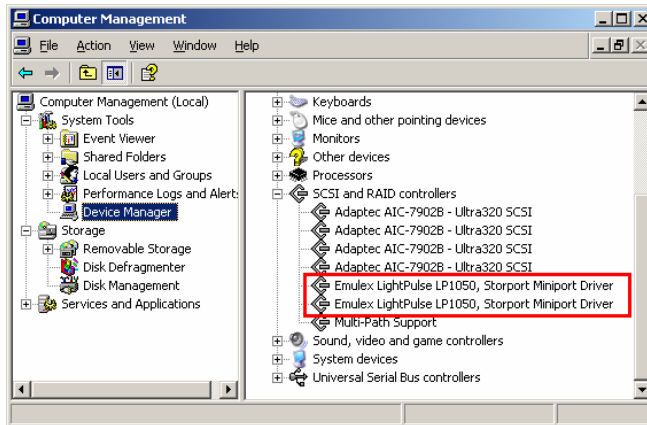 Computer Management
File Action View Window Help
Computer Management (Local)
System Tools
Event Viewer
Shared Folders
Local Users and Groups
Performance Logs and Alert:
Device Manager
Storage
Removable Storage
Disk Defragmenter
Disk Management
Services and Applications
Keyboards
Mice and other pointing devices
Monitors
Other devices
Processors
SCSI and RAID controllers
Adaptec AIC-7902B - Ultra320 SCSI
Adaptec AIC-7902B - Ultra320 SCSI
Adaptec AIC-7902B - Ultra320 SCSI
Adaptec AIC-7902B - Ultra320 SCSI
Emulex LightPulse LP1050, Storport Miniport Driver
Emulex LightPulse LP1050, Storport Miniport Driver
Multi-Path Support
Sound, video and game controllers
System devices
Universal Serial Bus controllers